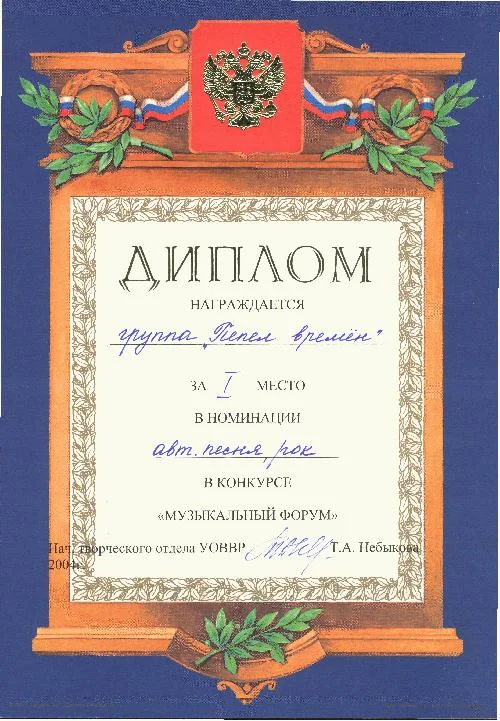 ДИПЛОМ
НАГРАЖДАЕТСЯ
группа „Пепел времён"
ЗА I МЕСТО
В НОМИНАЦИИ
авт. песня, рок
В КОНКУРСЕ
«МУЗЫКАЛЬНЫЙ ФОРУМ»
Нач. творческого отдела УОВВР Т.А. Небыкова
2004г